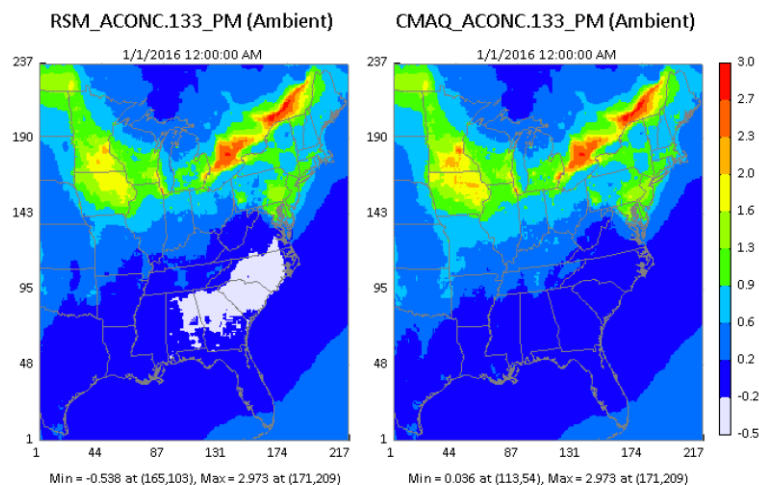 RSM_ACONC.133_PM (Ambient)
1/1/2016 12:00:00 AM
237
190
143
95
48
1
1 44 87 131 174 217
Min = -0.538 at (165,103), Max = 2.973 at (171,209)
CMAQ_ACONC.133_PM (Ambient)
1/1/2016 12:00:00 AM
237
190
143
95
48
1
1 44 87 131 174 217
Min = 0.036 at (113,54), Max = 2.973 at (171,209)
3.0
2.7
2.3
2.0
1.6
1.3
0.9
0.6
0.2
-0.2
-0.5